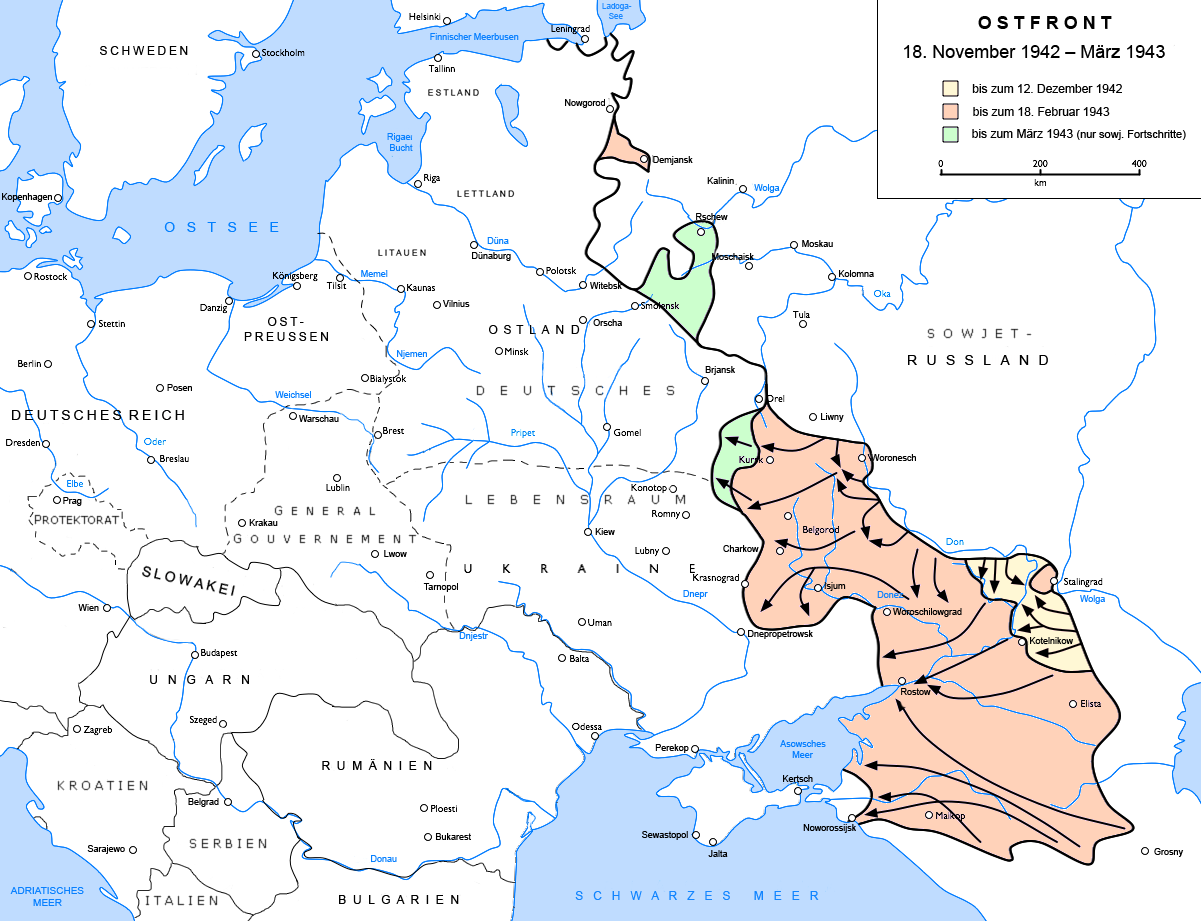 OSTFRONT
18. November 1942 – März 1943
bis zum 12. Dezember 1942
bis zum 18. Februar 1943
bis zum März 1943 (nur sowj. Fortschritte)
0 200 400
km
Helsinki
Ladoga-
See
Leningrad
Finnischer Meerbusen
SCHWEDEN
Stockholm
Tallinn
ESTLAND
Nowgorod
Rigaer
Bucht
Demjansk
Riga
Kalinin
Wolga
LETTLAND
Kopenhagen
Rschew
OSTSEE
Düna
Dünaburg
LITAUEN
Moskau
Moschaisk
Rostock
Königsberg
Tilsit
Memel
Kaunas
Polotsk
Witebsk
Kolomna
Oka
Danzig
Vilnius
Smolensk
Stettin
OST-
PREUSSEN
OSTLAND
Orscha
Tula
SOWJET-
RUSSLAND
Minsk
Njemen
Berlin
Bialystok
Brjansk
Posen
DEUTSCHES
Weichsel
Orel
DEUTSCHES REICH
Warschau
Liwny
Brest
Pripet
Gomel
Dresden
Oder
Breslau
Kursk
Woronesch
Elbe
Lublin
Konotop
Prag
LEBENSRAUM
GENERAL
Romny
PROTEKTORAT
Krakau
Belgorod
Kiew
GOUVERNEMENT
Don
Lwow
Lubny
Charkow
SLOWAKEI
UKRAINE
Krasnograd
Tarnopol
Isjum
Donez
Stalingrad
Wolga
Dnepr
Wien
Woroschilowgrad
Uman
Dnjestr
Dnepropetrowsk
Kotelnikow
Budapest
Balta
UNGARN
Rostow
Elista
Szeged
Odessa
Zagreb
Perekop
Asowsches
Meer
RUMÄNIEN
Kertsch
KROATIEN
Belgrad
Ploesti
Maikop
Noworossijsk
Sewastopol
Bukarest
SERBIEN
Sarajewo
Jalta
Grosny
Donau
ADRIATISCHES
MEER
SCHWARZES MEER
ITALIEN
BULGARIEN